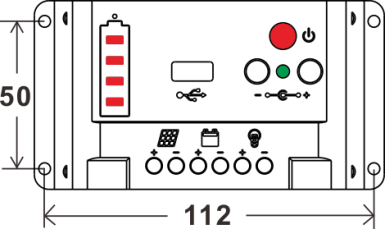 50
- +
+ - + - + -
112